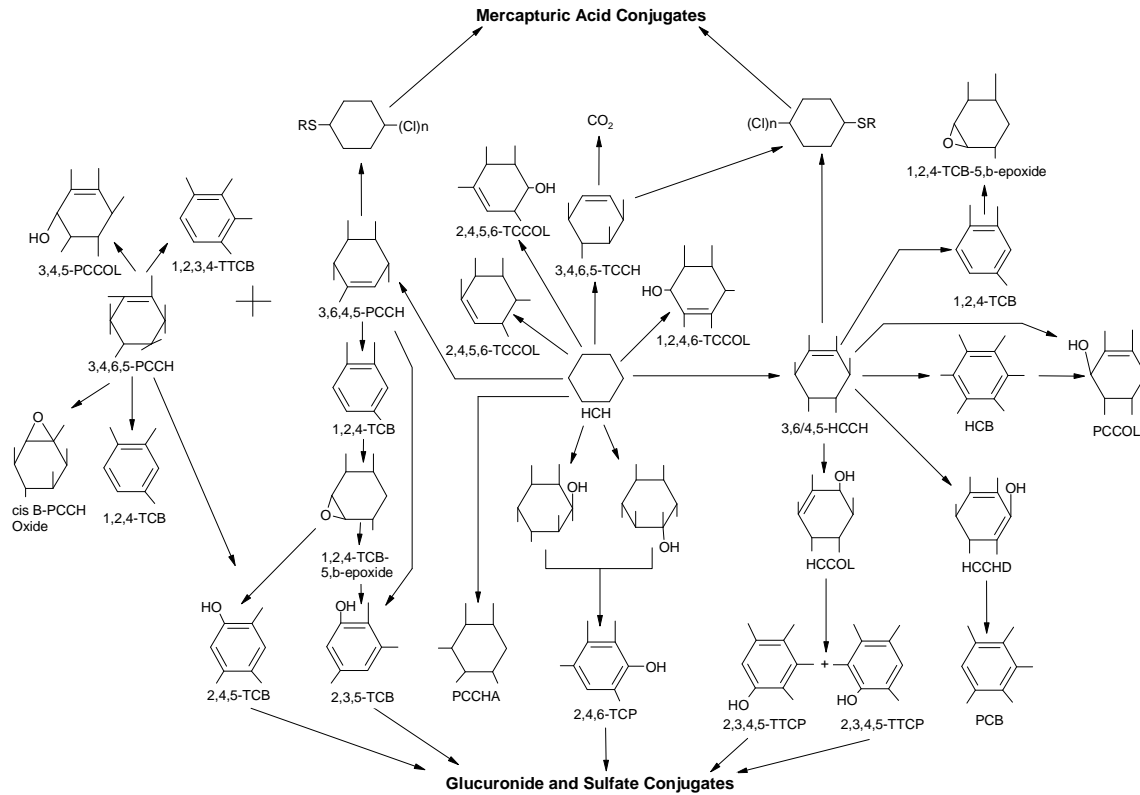 Mercapturic Acid Conjugates
RS
(Cl)n
CO2
(Cl)n
SR
O
1,2,4-TCB-5,b-epoxide
OH
2,4,5,6-TCCOL
HO
3,4,5-PCCOL
1,2,3,4-TTCB
3,6,4,5-PCCH
3,4,6,5-TCCH
HO
1,2,4,6-TCCOL
1,2,4-TCB
2,4,5,6-TCCOL
3,4,6,5-PCCH
HCH
3,6/4,5-HCCH
HCB
HO
PCCOL
1,2,4-TCB
O
cis B-PCCH
Oxide
1,2,4-TCB
O
1,2,4-TCB-
5,b-epoxide
OH
OH
OH
HCCOL
OH
HCCHD
HO
2,4,5-TCB
OH
2,3,5-TCB
PCCHA
OH
2,4,6-TCP
HO
2,3,4,5-TTCP
+
HO
2,3,4,5-TTCP
PCB
Glucuronide and Sulfate Conjugates